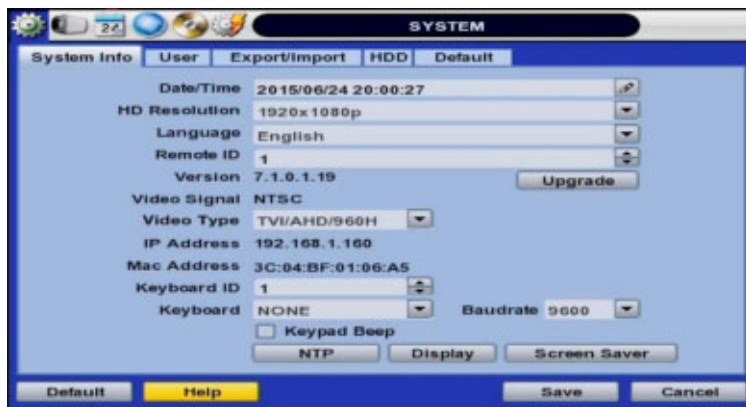 24
SYSTEM
System Info User Export/Import HDD Default
Date/Time 2015/06/24 20:00:27
HD Resolution 1920x1080p
Language English
Remote ID 1
Version 7.1.0.1.19 Upgrade
Video Signal NTSC
Video Type TVI/AHD/960H
IP Address 192.168.1.160
Mac Address 3C:04:BF:01:06:A5
Keyboard ID 1
Keyboard NONE Baudrate 9600
Keypad Beep
NTP Display Screen Saver
Default Help Save Cancel